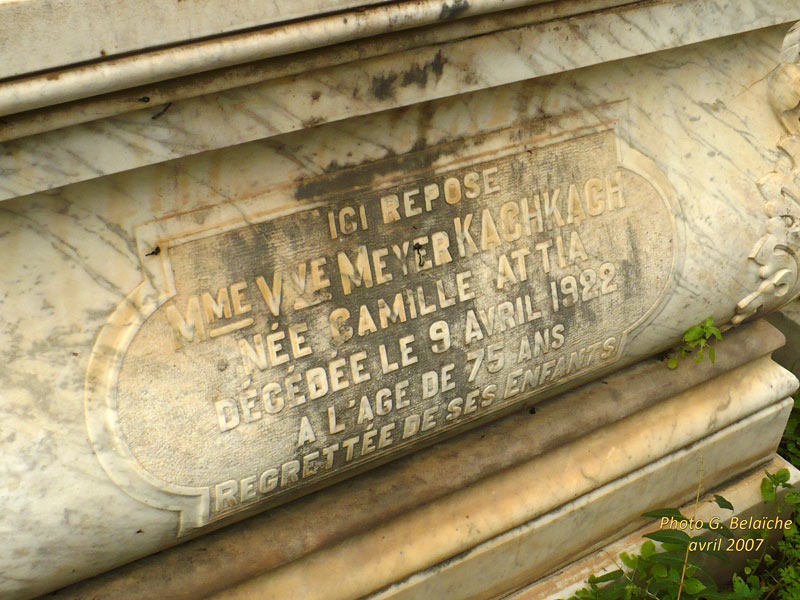 ICI REPOSE
MME VVE MEYER KACHKACH
NÉE CAMILLE ATTIA
DÉCÉDÉE LE 9 AVRIL 1922
A L'ÂGE DE 75 ANS
REGRETTÉE DE SES ENFANTS
Photo G. Belaïche
avril 2007